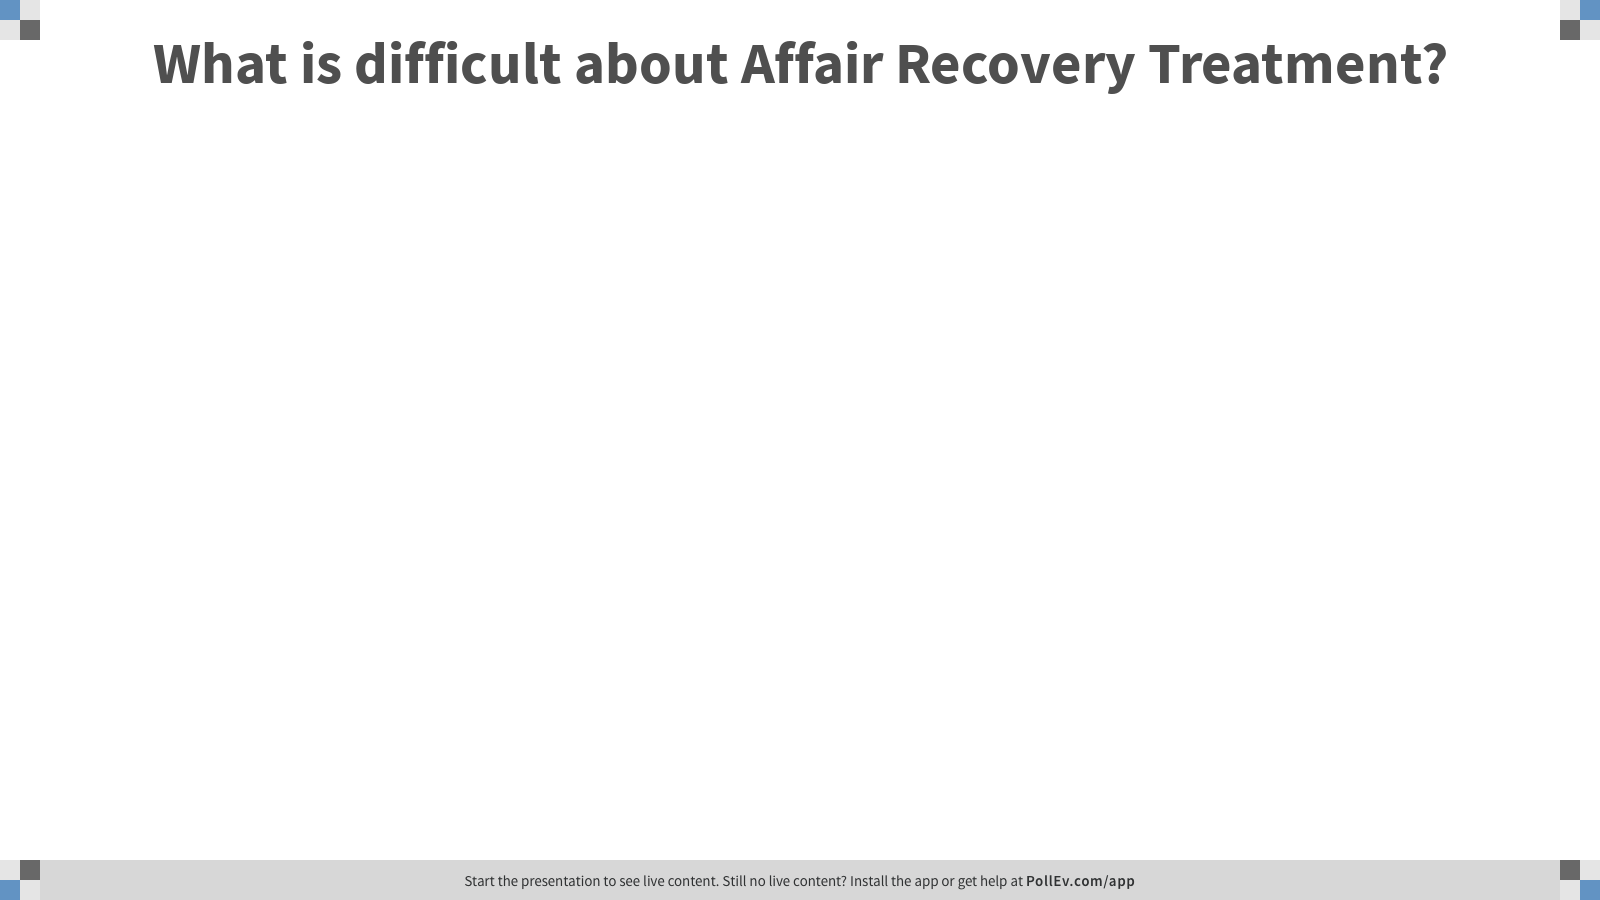 What is difficult about Affair Recovery Treatment?
Start the presentation to see live content. Still no live content? Install the app or get help at PollEv.com/app